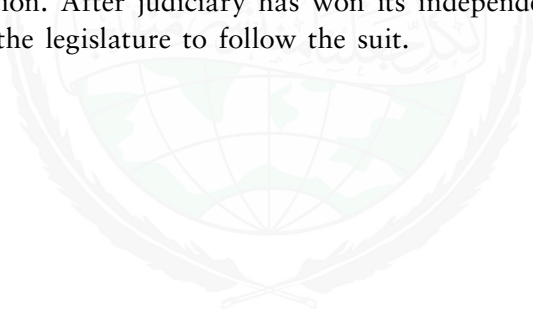 ion. After judiciary has won its independe
the legislature to follow the suit.